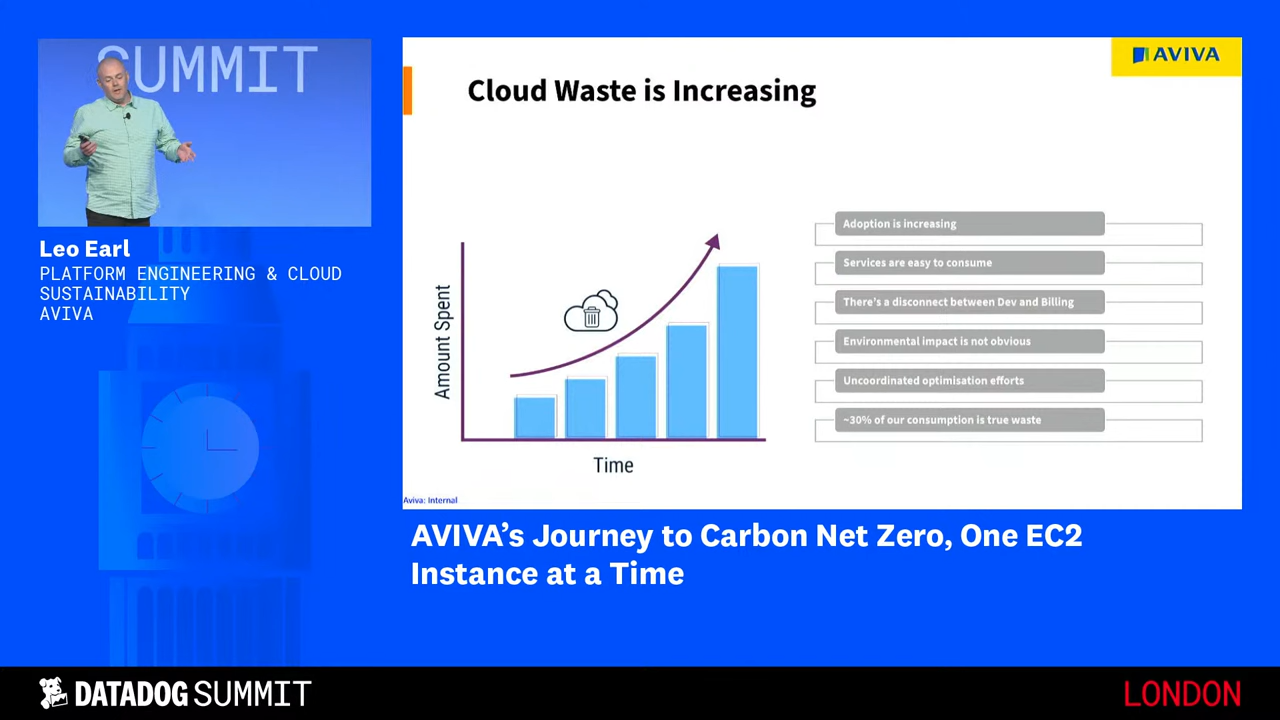 SUMMIT
Leo Earl
PLATFORM ENGINEERING & CLOUD
SUSTAINABILITY
AVIVA
AVIVA
Cloud Waste is Increasing
Amount Spent
Time
Adoption is increasing
Services are easy to consume
There's a disconnect between Dev and Billing
Environmental impact is not obvious
Uncoordinated optimisation efforts
~30% of our consumption is true waste
Aviva: Internal
AVIVA's Journey to Carbon Net Zero, One EC2
Instance at a Time
DATADOG SUMMIT
LONDON